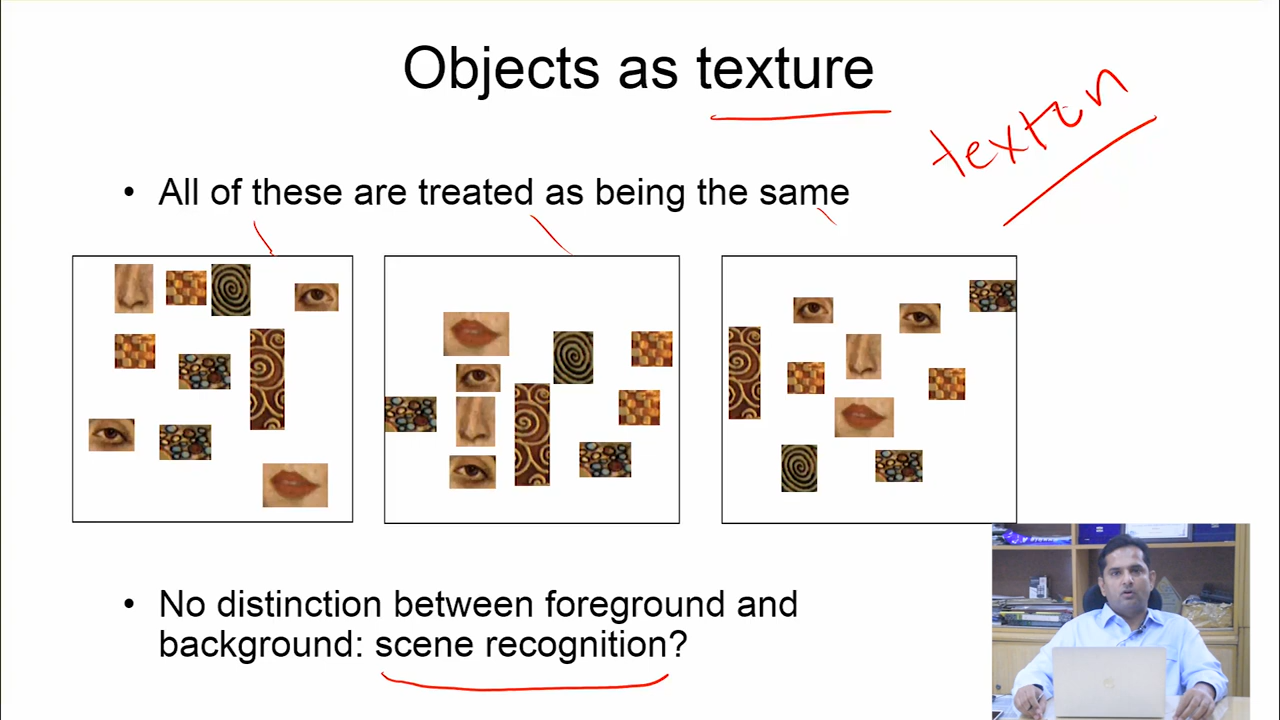 Objects as texture
texton
• All of these are treated as being the same
• No distinction between foreground and
background: scene recognition?